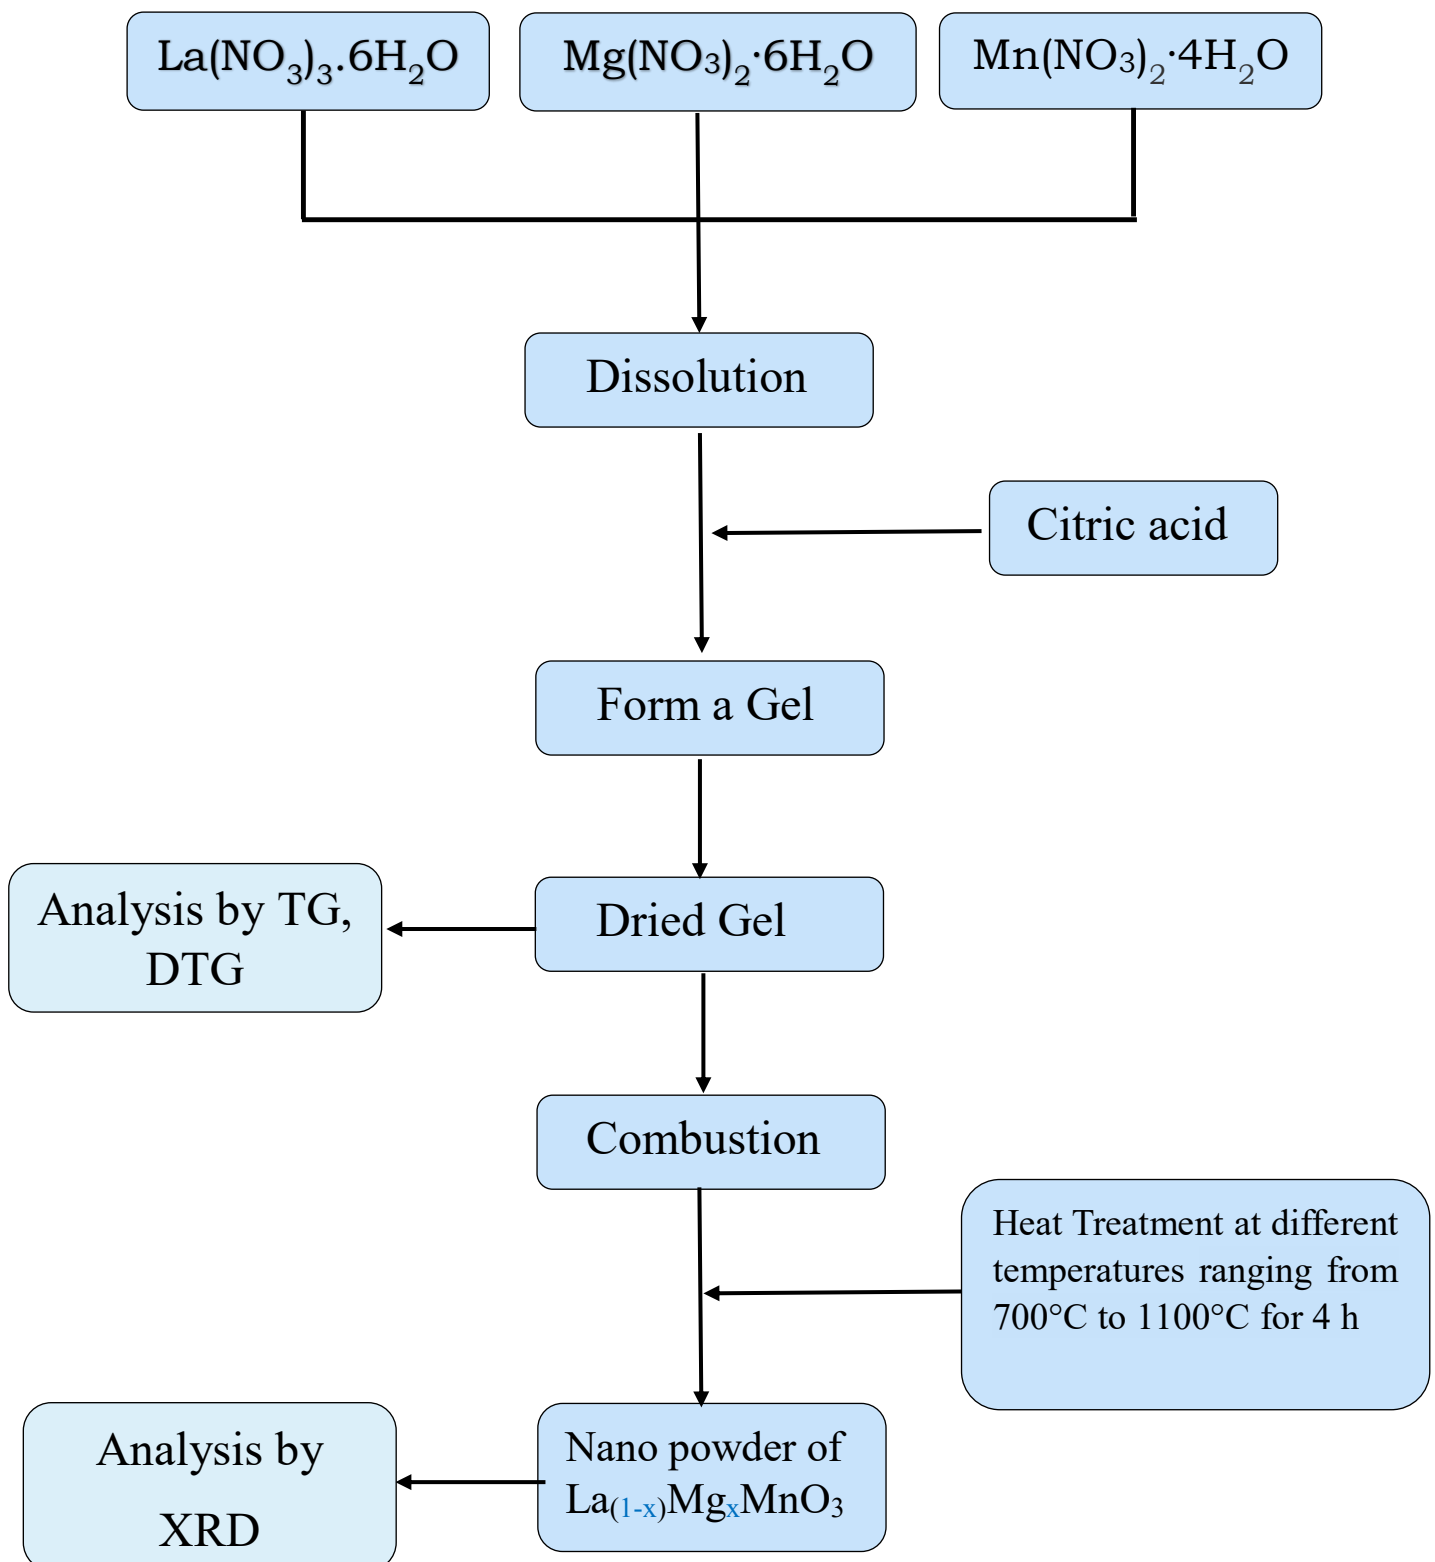 La(NO₃)₃.6H₂O
Mg(NO₃)₂·6H₂O
Mn(NO₃)₂·4H₂O
Dissolution
Citric acid
Form a Gel
Analysis by TG,
DTG
Dried Gel
Combustion
Heat Treatment at different
temperatures ranging from
700°C to 1100°C for 4 h
Analysis by
XRD
Nano powder of
La₍₁₋ₓ₎MgₓMnO₃